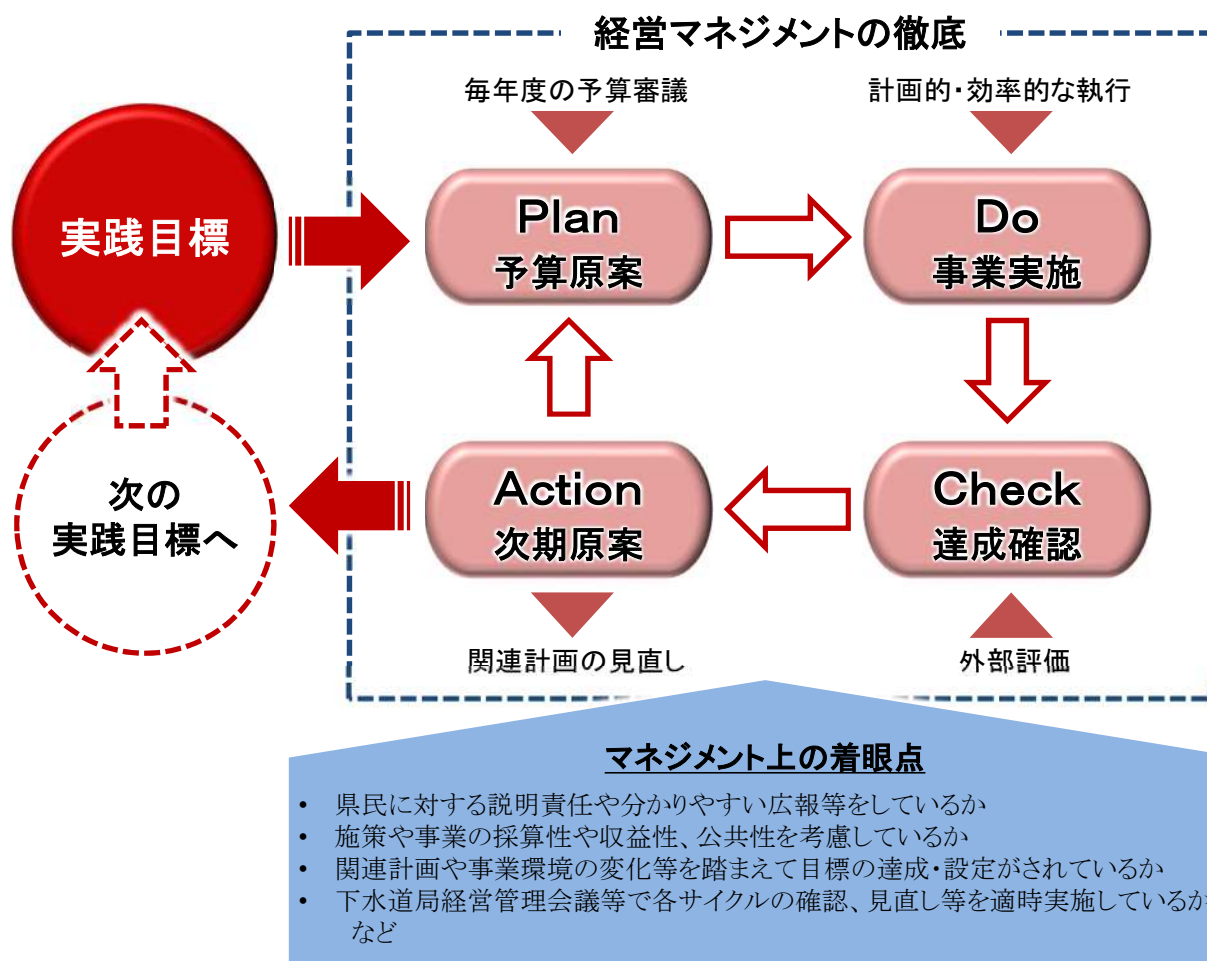 経営マネジメントの徹底
毎年度の予算審議
計画的・効率的な執行
実践目標
Plan
予算原案
Do
事業実施
次の
実践目標へ
Action
次期原案
Check
達成確認
関連計画の見直し
外部評価
マネジメント上の着眼点
• 県民に対する説明責任や分かりやすい広報等をしているか
• 施策や事業の採算性や収益性、公共性を考慮しているか
• 関連計画や事業環境の変化等を踏まえて目標の達成・設定がされているか
• 下水道局経営管理会議等で各サイクルの確認、見直し等を適時実施しているか
など